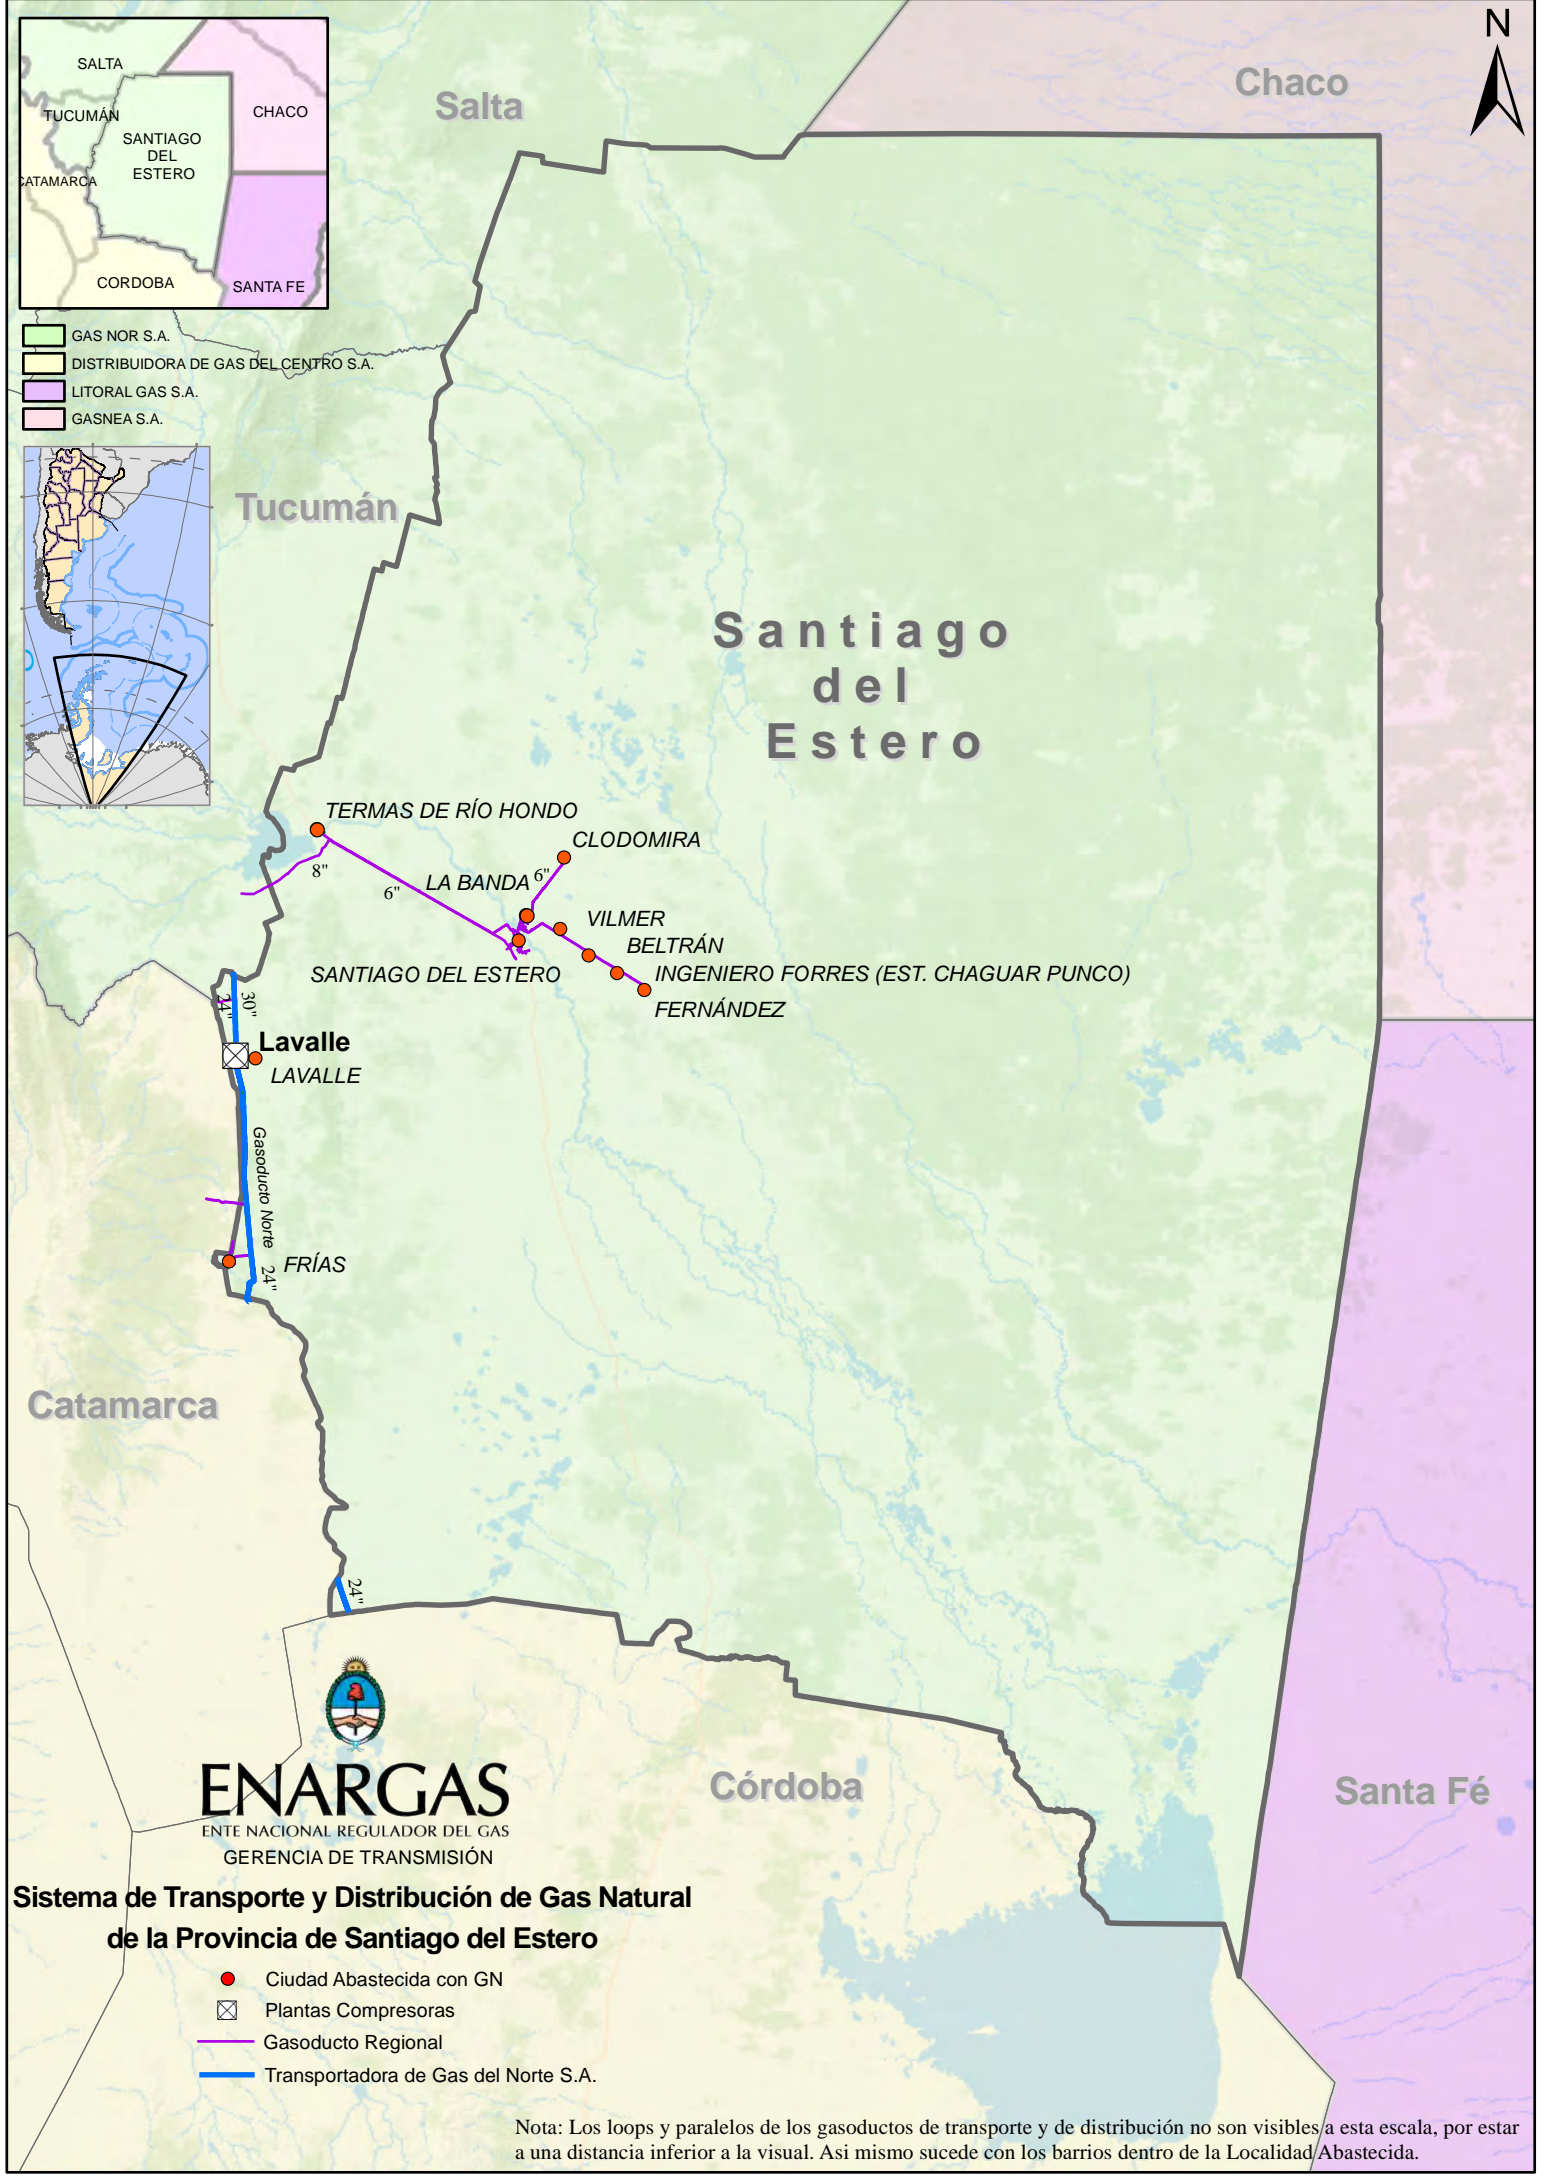 N
SALTA
TUCUMÁN
CHACO
SANTIAGO
DEL
ESTERO
CATAMARCA
CORDOBA
SANTA FE
GAS NOR S.A.
DISTRIBUIDORA DE GAS DEL CENTRO S.A.
LITORAL GAS S.A.
GASNEA S.A.
Salta
Chaco
Tucumán
Santiago
del
Estero
TERMAS DE RÍO HONDO
CLODOMIRA
8"
6"
LA BANDA
6"
VILMER
BELTRÁN
SANTIAGO DEL ESTERO
INGENIERO FORRES (EST. CHAGUAR PUNCO)
FERNÁNDEZ
24"
30"
Lavalle
LAVALLE
Gasoducto Norte
24"
FRÍAS
Catamarca
24"
Córdoba
Santa Fé
ENARGAS
ENTE NACIONAL REGULADOR DEL GAS
GERENCIA DE TRANSMISIÓN
Sistema de Transporte y Distribución de Gas Natural
de la Provincia de Santiago del Estero
Ciudad Abastecida con GN
Plantas Compresoras
Gasoducto Regional
Transportadora de Gas del Norte S.A.
Nota: Los loops y paralelos de los gasoductos de transporte y de distribución no son visibles a esta escala, por estar
a una distancia inferior a la visual. Asi mismo sucede con los barrios dentro de la Localidad Abastecida.